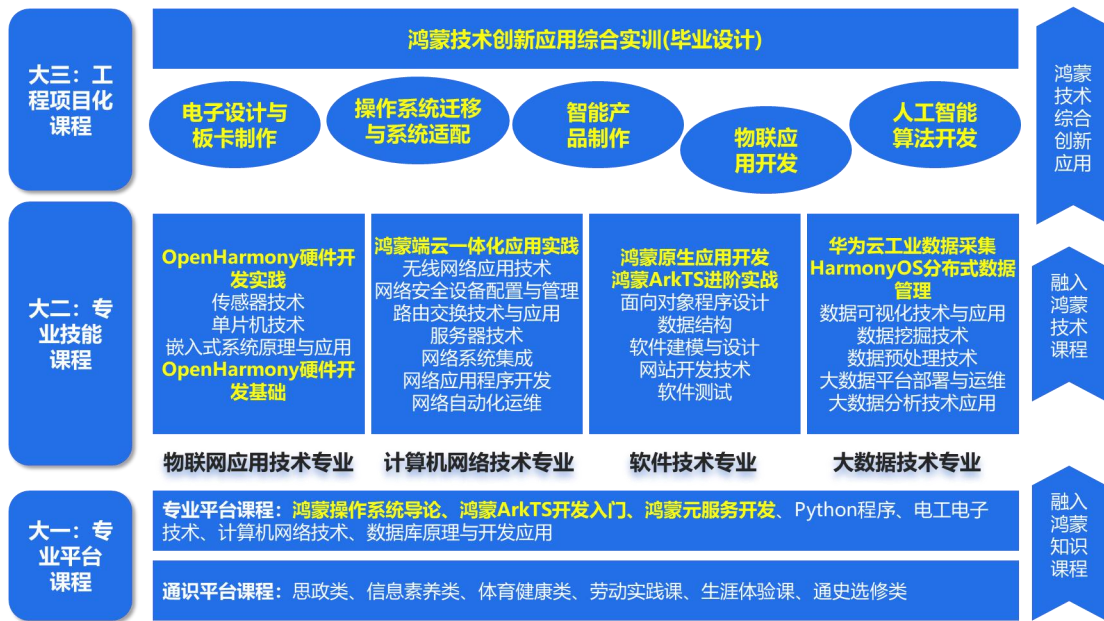 大三：工
程项目化
课程
鸿蒙技术创新应用综合实训(毕业设计)
电子设计与
板卡制作
操作系统迁移
与系统适配
智能产
品制作
物联应
用开发
人工智能
算法开发
鸿蒙
技术
综合
创新
应用
大二：专
业技能
课程
OpenHarmony硬件开
发实践
传感器技术
单片机技术
嵌入式系统原理与应用
OpenHarmony硬件开
发基础
物联网应用技术专业
鸿蒙端云一体化应用实践
无线网络应用技术
网络安全设备配置与管理
路由交换技术与应用
服务器技术
网络系统集成
网络应用程序开发
网络自动化运维
计算机网络技术专业
鸿蒙原生应用开发
鸿蒙ArkTS进阶实战
面向对象程序设计
数据结构
软件建模与设计
网站开发技术
软件测试
软件技术专业
华为云工业数据采集
HarmonyOS分布式数据
管理
数据可视化技术与应用
数据挖掘技术
数据预处理技术
大数据平台部署与运维
大数据分析技术应用
大数据技术专业
融入
鸿蒙
技术
课程
大一：专
业平台
课程
专业平台课程：鸿蒙操作系统导论、鸿蒙ArkTS开发入门、鸿蒙元服务开发、Python程序、电工电子
技术、计算机网络技术、数据库原理与开发应用
通识平台课程：思政类、信息素养类、体育健康类、劳动实践课、生涯体验课、通史选修类
融入
鸿蒙
知识
课程